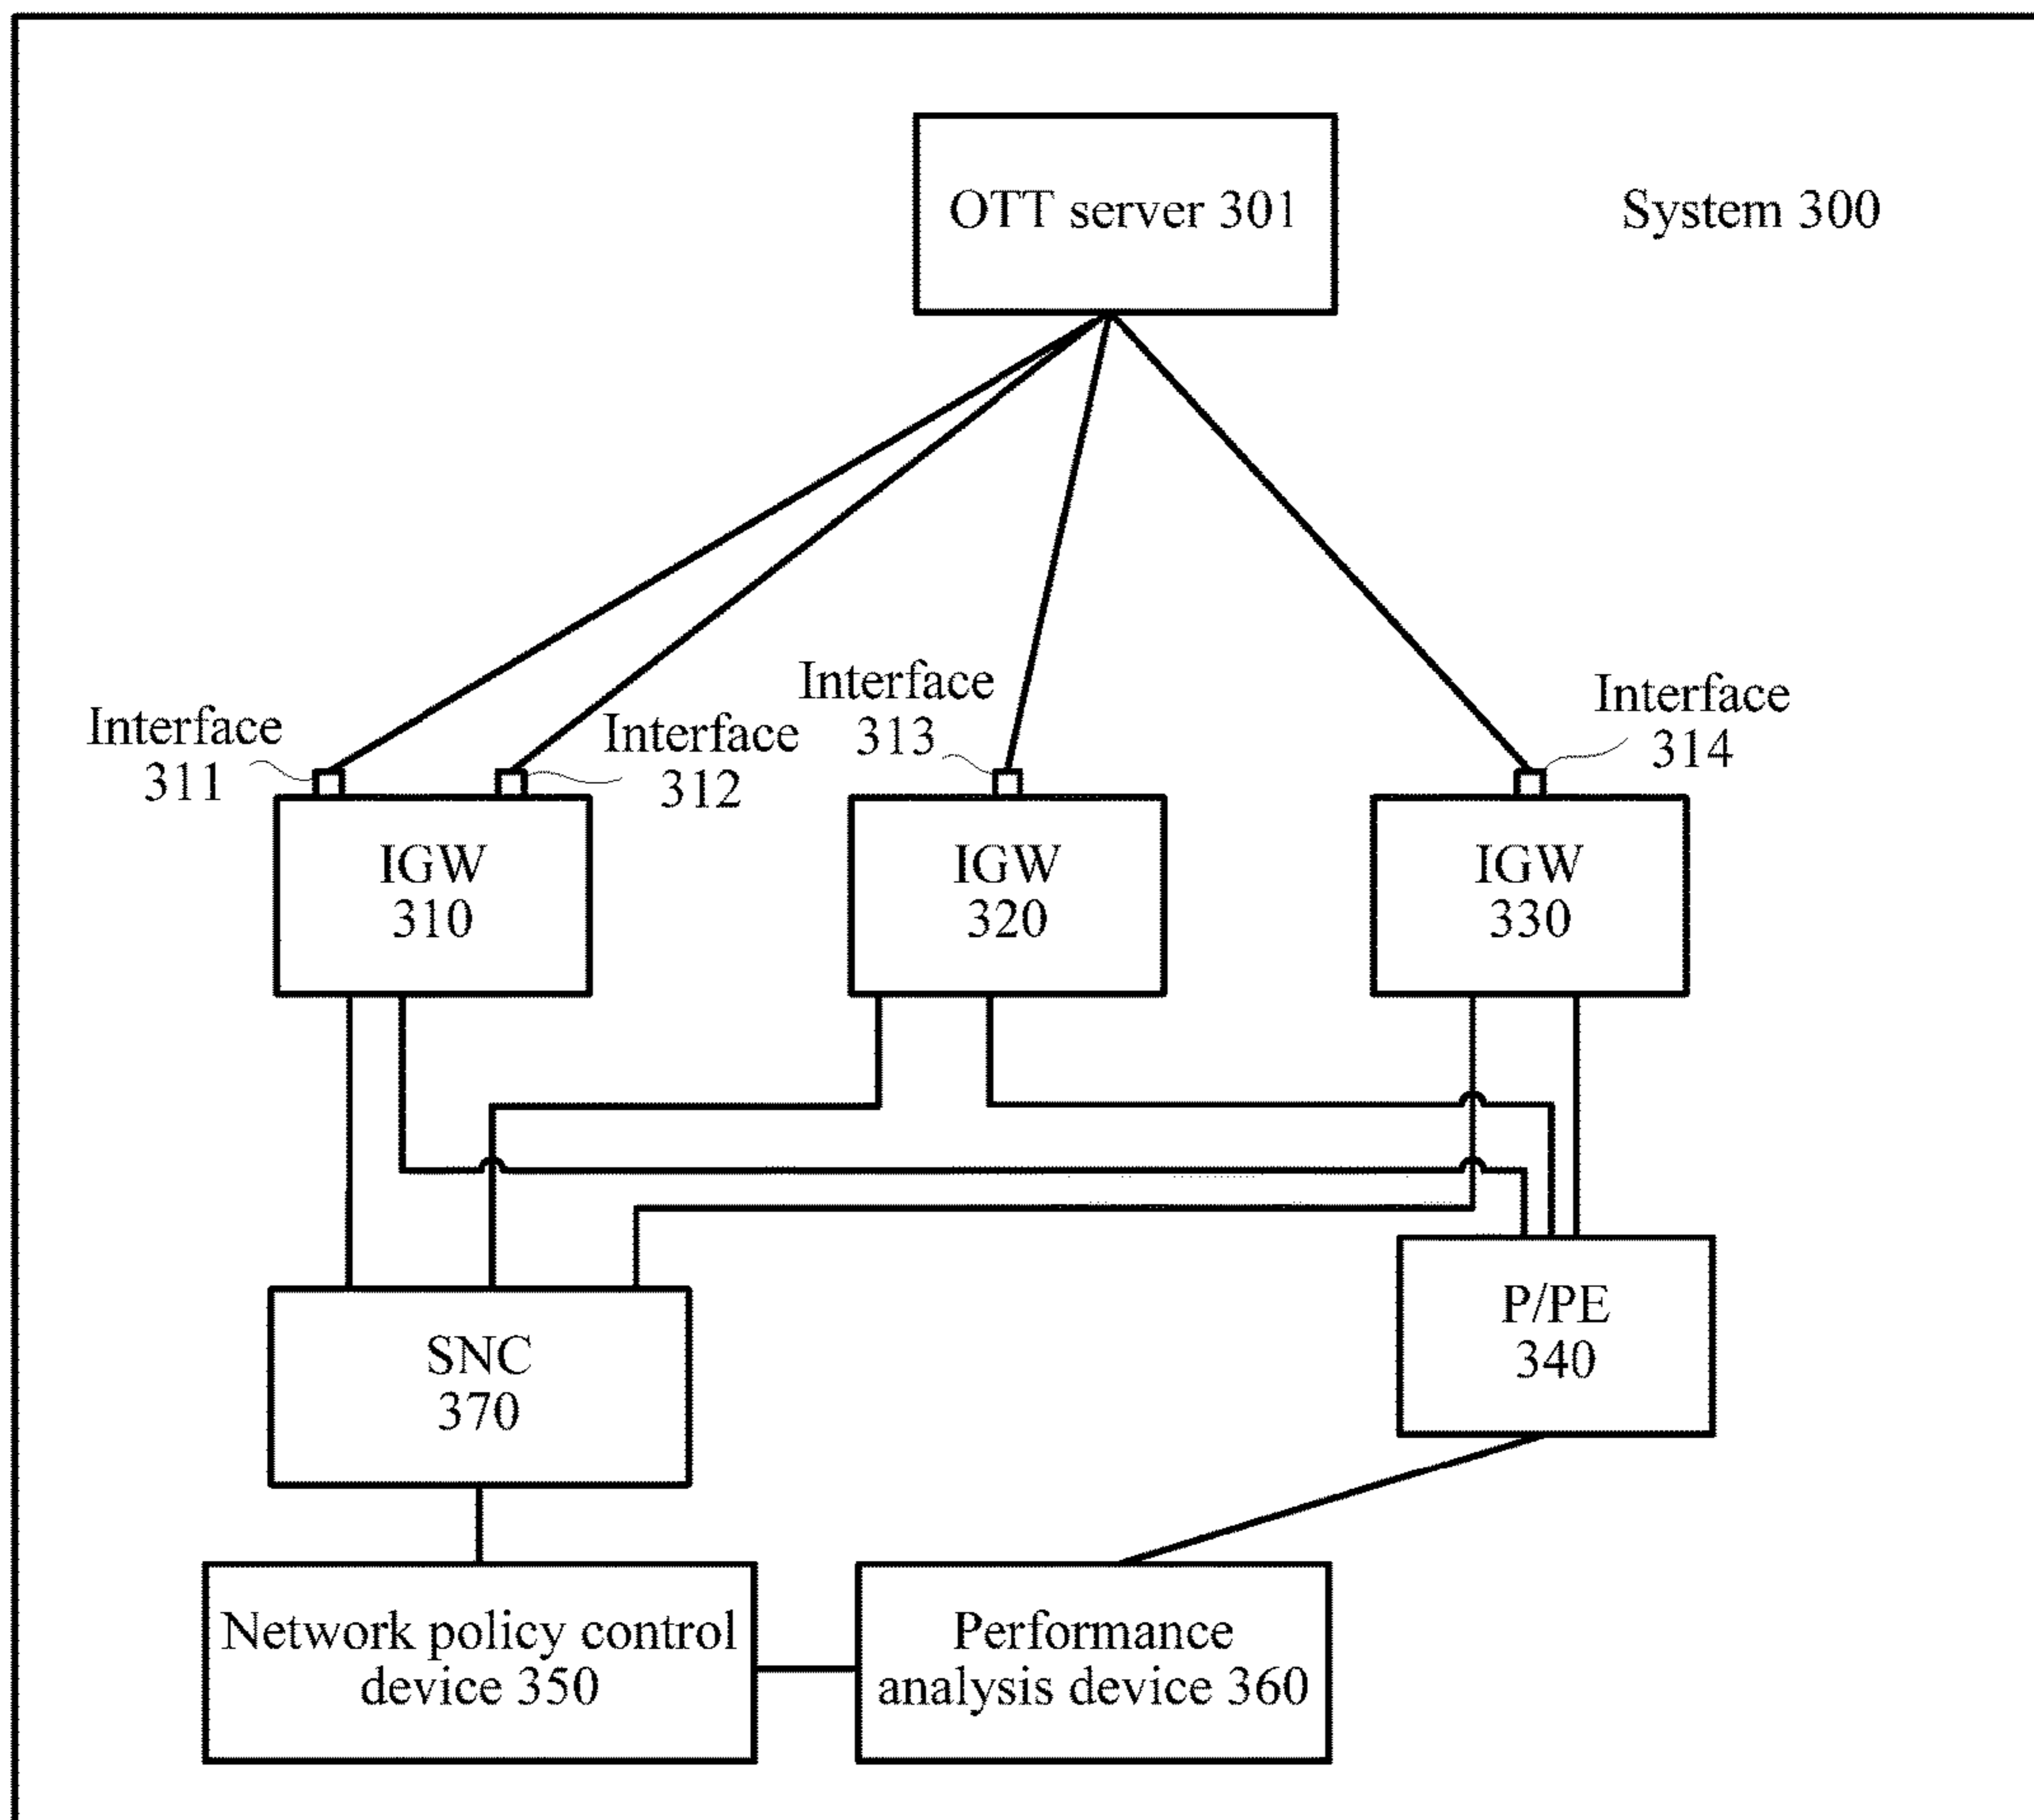 OTT server 301
System 300
Interface
311
Interface
312
Interface
313
Interface
314
IGW
310
IGW
320
IGW
330
SNC
370
P/PE
340
Network policy control
device 350
Performance
analysis device 360